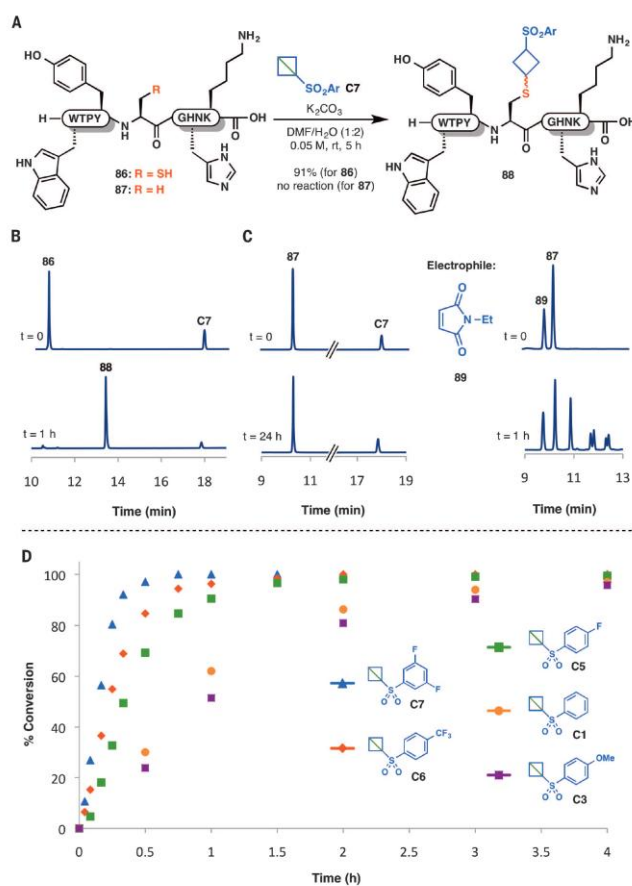 A
HO
NH2
SO2Ar
R
SO2Ar C7
HO
NH2
S
H
WTPY
N
H
O
GHNK
OH
K2CO3
DMF/H2O (1:2)
0.05 M, rt, 5 h
H
WTPY
N
H
O
GHNK
OH
HN
86: R = SH
87: R = H
HN
N
91% (for 86)
no reaction (for 87)
HN
88
HN
N
B
86
C7
t = 0
88
t = 1 h
10 12 14 16 18
Time (min)
C
87
C7
t = 0
t = 24 h
9 11 17 19
Time (min)
Electrophile:
O
N–Et
O
89
87
89
t = 0
t = 1 h
9 11 13
Time (min)
D
% Conversion
100
80
60
40
20
0
0 0.5 1 1.5 2 2.5 3 3.5 4
Time (h)
F
F
S
O O
C7
CF3
S
O O
C6
F
S
O O
C5
S
O O
C1
OMe
S
O O
C3